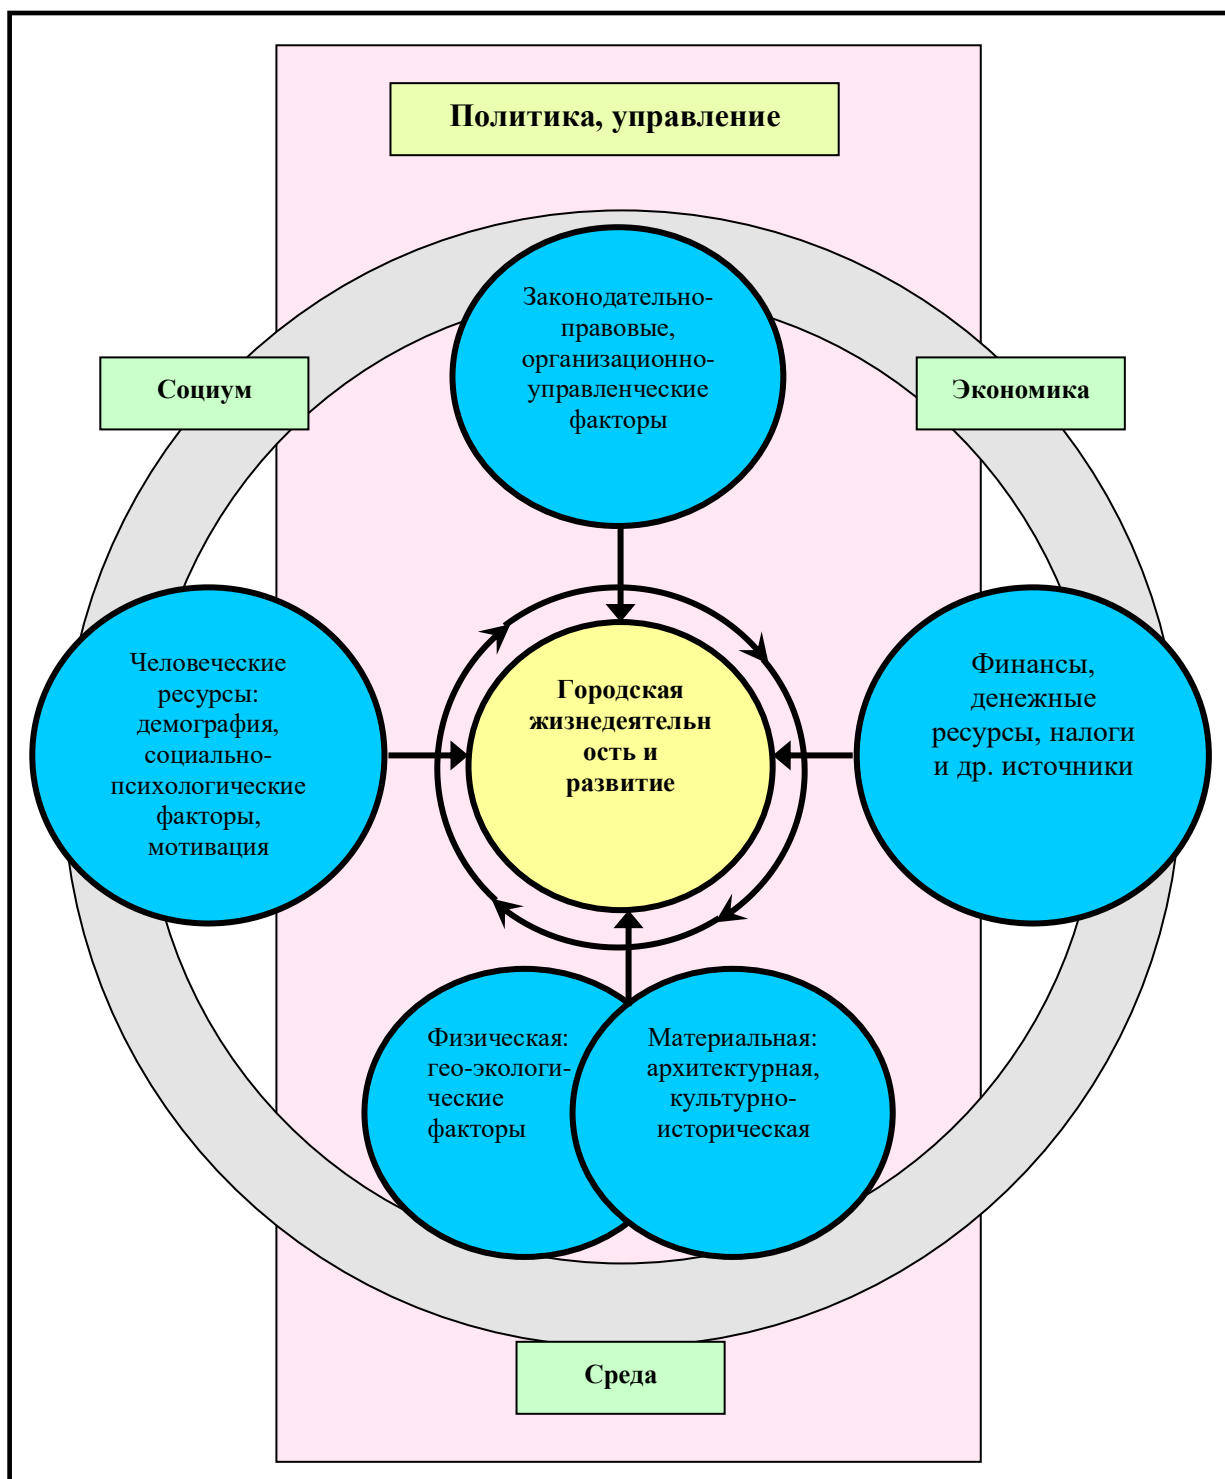 Политика, управление
Законодательно-
правовые,
организационно-
управленческие
факторы
Социум
Экономика
Человеческие
ресурсы:
демография,
социально-
психологические
факторы,
мотивация
Городская
жизнедеятельн
ость и
развитие
Финансы,
денежные
ресурсы, налоги
и др. источники
Физическая:
гео-экологи-
ческие
факторы
Материальная:
архитектурная,
культурно-
историческая
Среда